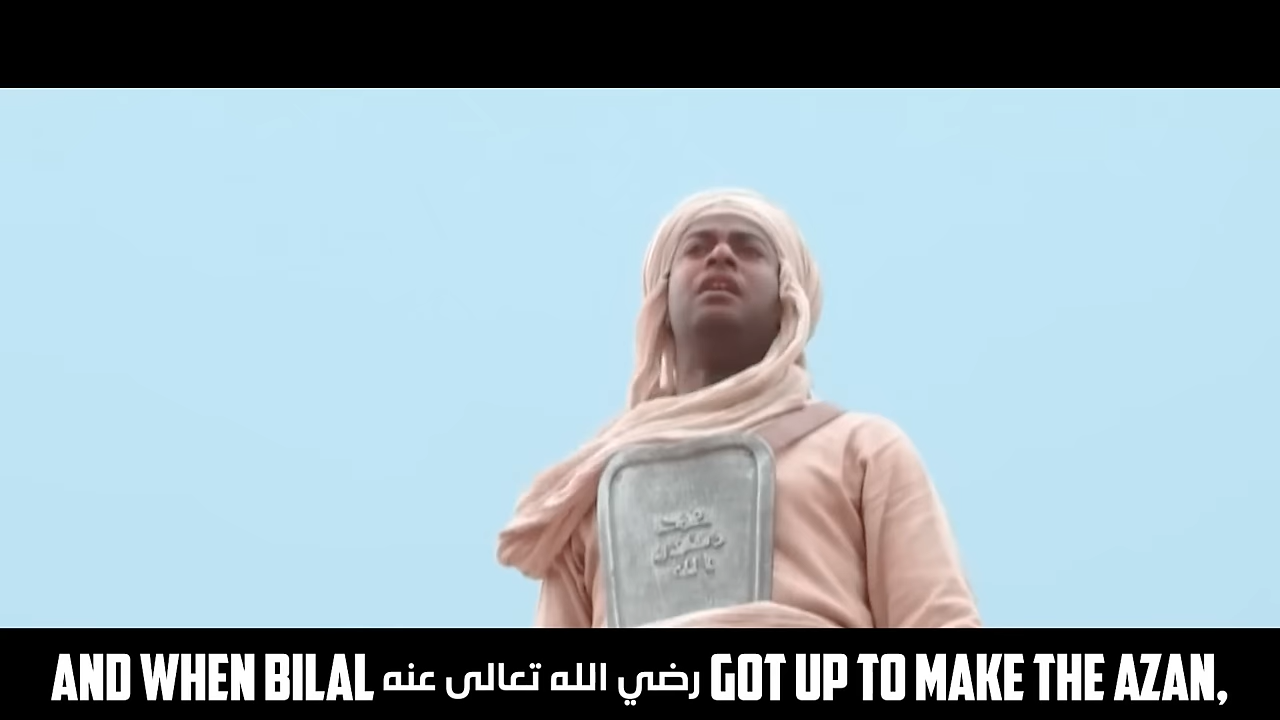 AND WHEN BILAL رضي الله تعالى عنه GOT UP TO MAKE THE AZAN,